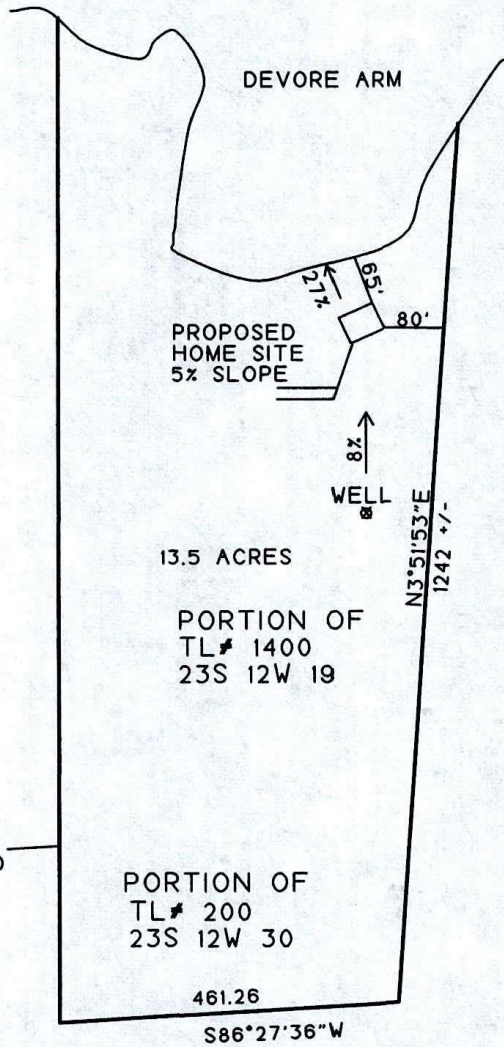 DEVORE ARM
65'
27%
80'
PROPOSED
HOME SITE
5% SLOPE
8%
WELL
N3°51'53"E
1242 +/-
13.5 ACRES
PORTION OF
TL# 1400
23S 12W 19
PORTION OF
TL# 200
23S 12W 30
461.26
S86°27'36"W